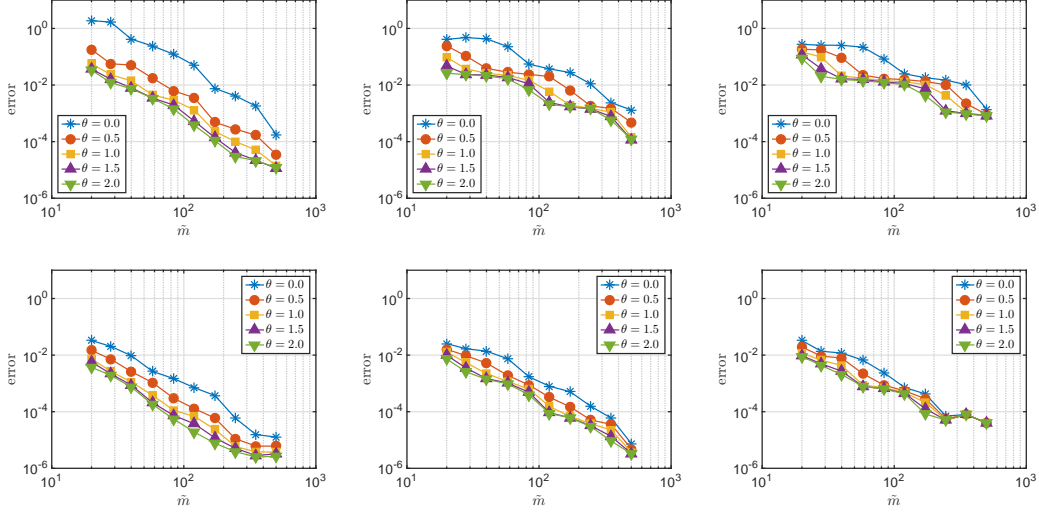 10^0
10^-2
10^-4
10^-6
error
θ = 0.0
θ = 0.5
θ = 1.0
θ = 1.5
θ = 2.0
10^1
10^2
10^3
m̃
10^0
10^-2
10^-4
10^-6
error
θ = 0.0
θ = 0.5
θ = 1.0
θ = 1.5
θ = 2.0
10^1
10^2
10^3
m̃
10^0
10^-2
10^-4
10^-6
error
θ = 0.0
θ = 0.5
θ = 1.0
θ = 1.5
θ = 2.0
10^1
10^2
10^3
m̃
10^0
10^-2
10^-4
10^-6
error
θ = 0.0
θ = 0.5
θ = 1.0
θ = 1.5
θ = 2.0
10^1
10^2
10^3
m̃
10^0
10^-2
10^-4
10^-6
error
θ = 0.0
θ = 0.5
θ = 1.0
θ = 1.5
θ = 2.0
10^1
10^2
10^3
m̃
10^0
10^-2
10^-4
10^-6
error
θ = 0.0
θ = 0.5
θ = 1.0
θ = 1.5
θ = 2.0
10^1
10^2
10^3
m̃